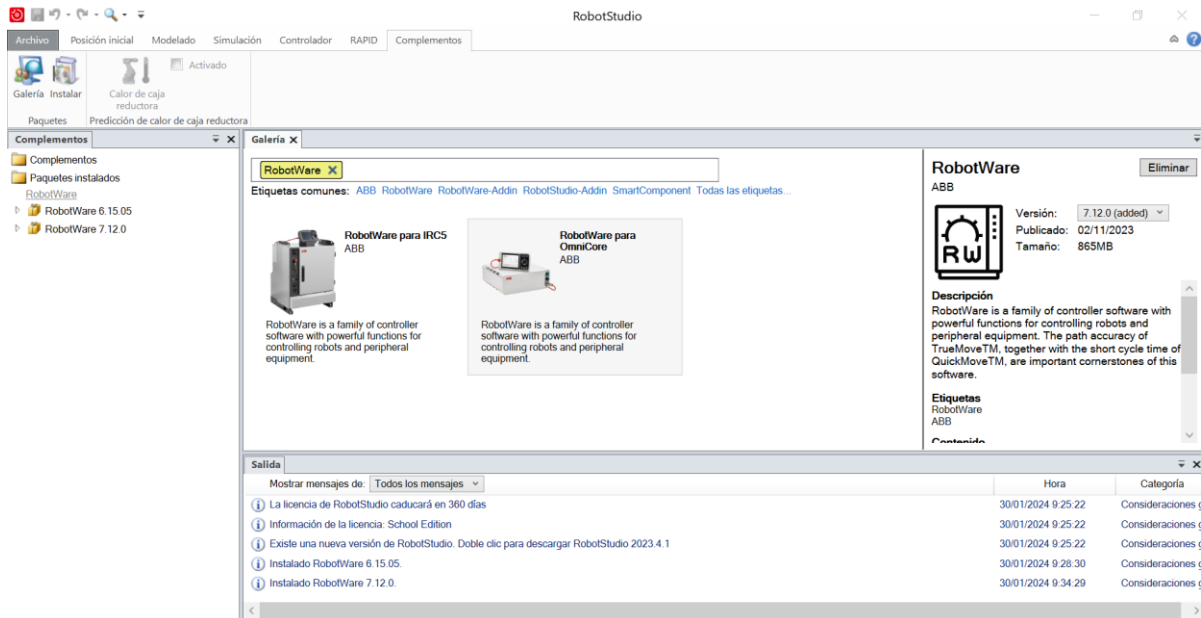 RobotStudio
Archivo Posición inicial Modelado Simulación Controlador RAPID Complementos
Galería Instalar
Calor de caja
reductora
Activado
Paquetes Predicción de calor de caja reductora
Complementos
Complementos
Paquetes instalados
RobotWare
RobotWare 6.15.05
RobotWare 7.12.0
Galería
RobotWare
Etiquetas comunes: ABB RobotWare RobotWare-Addin RobotStudio-Addin SmartComponent Todas las etiquetas...
RobotWare para IRC5
ABB
RobotWare is a family of controller
software with powerful functions for
controlling robots and peripheral
equipment.
RobotWare para
OmniCore
ABB
RobotWare is a family of controller
software with powerful functions for
controlling robots and peripheral
equipment.
RobotWare
Eliminar
ABB
RW
Versión: 7.12.0 (added)
Publicado: 02/11/2023
Tamaño: 865MB
Descripción
RobotWare is a family of controller software with
powerful functions for controlling robots and
peripheral equipment. The path accuracy of
TrueMoveTM, together with the short cycle time of
QuickMoveTM, are important cornerstones of this
software.
Etiquetas
RobotWare
ABB
Contenido
Salida
Mostrar mensajes de: Todos los mensajes Hora Categoría
La licencia de RobotStudio caducará en 360 días 30/01/2024 9:25:22 Consideraciones g
Información de la licencia: School Edition 30/01/2024 9:25:22 Consideraciones g
Existe una nueva versión de RobotStudio. Doble clic para descargar RobotStudio 2023.4.1 30/01/2024 9:25:22 Consideraciones g
Instalado RobotWare 6.15.05. 30/01/2024 9:28:30 Consideraciones g
Instalado RobotWare 7.12.0. 30/01/2024 9:34:29 Consideraciones g